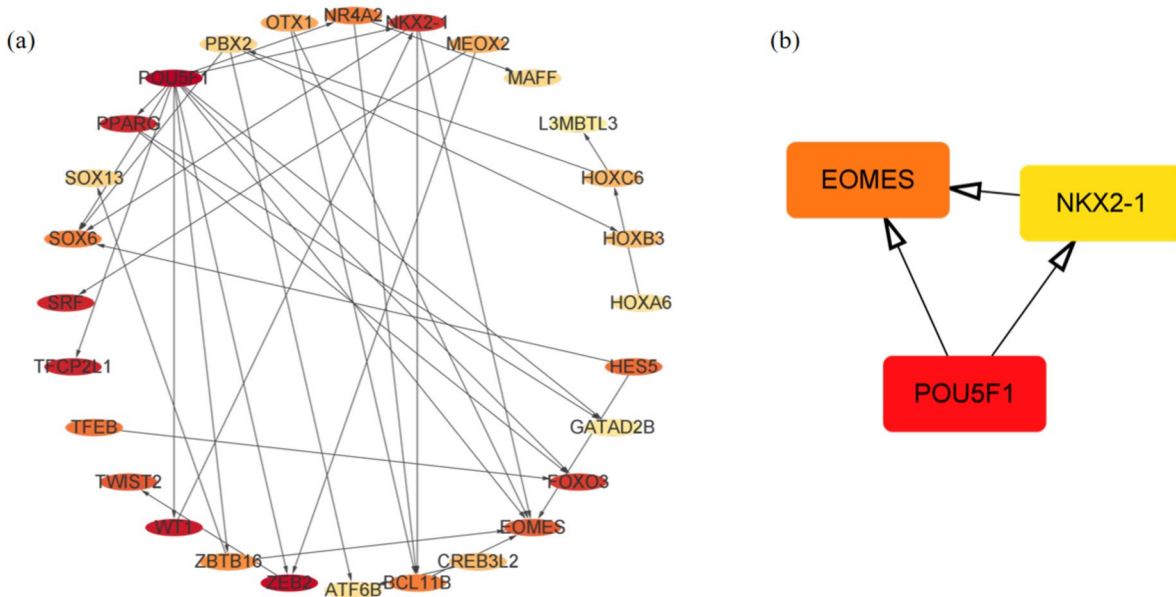 (a)
(b)
OTX1
NR4A2
NKX2-1
PBX2
MEOX2
POU5F1
MAFF
PPARG
L3MBTL3
SOX13
HOXC6
SOX6
HOXB3
SRF
HOXA6
TFCP2L1
HES5
TFEB
GATAD2B
TWIST2
FOXO3
WT1
EOMES
ZBTB16
CREB3L2
ZEB2
ATF6B
BCL11B
EOMES
NKX2-1
POU5F1